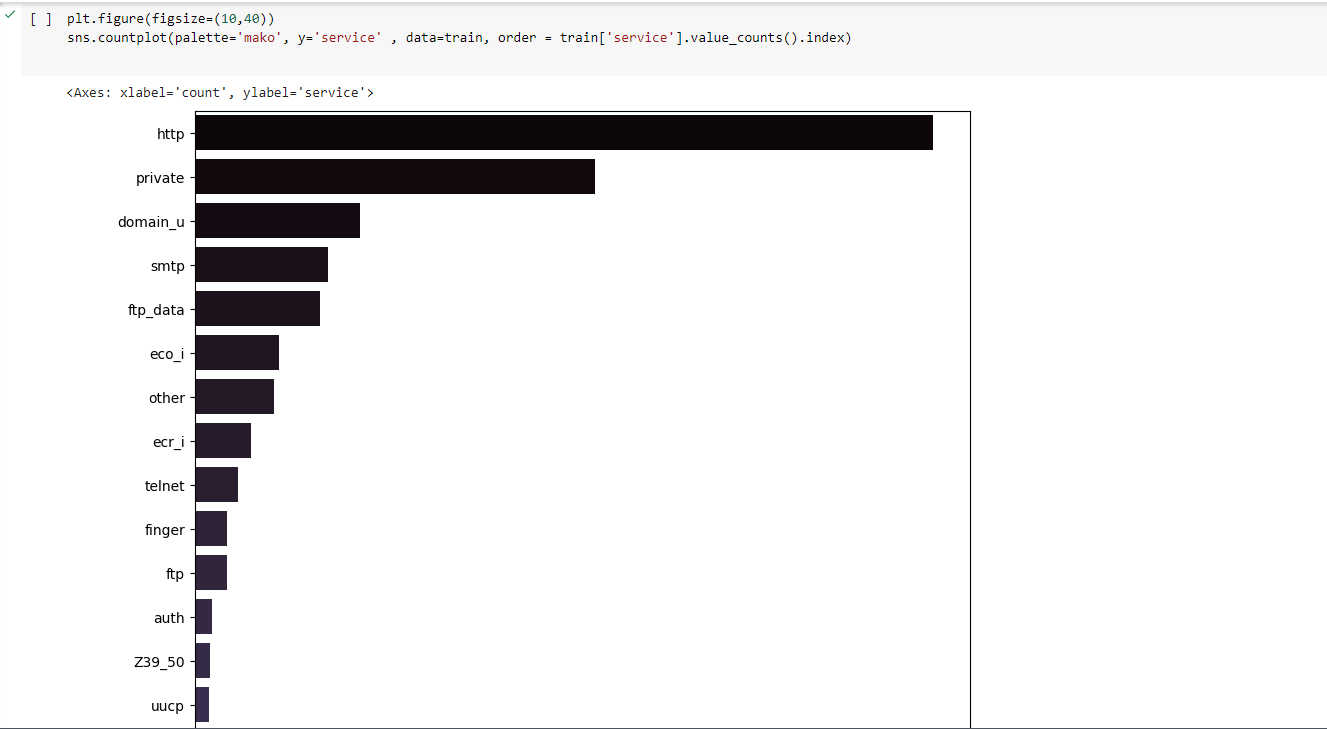 [ ] plt.figure(figsize=(10,40))
sns.countplot(palette='mako', y='service' , data=train, order = train['service'].value_counts().index)
<Axes: xlabel='count', ylabel='service'>
http
private
domain_u
smtp
ftp_data
eco_i
other
ecr_i
telnet
finger
ftp
auth
Z39_50
uucp